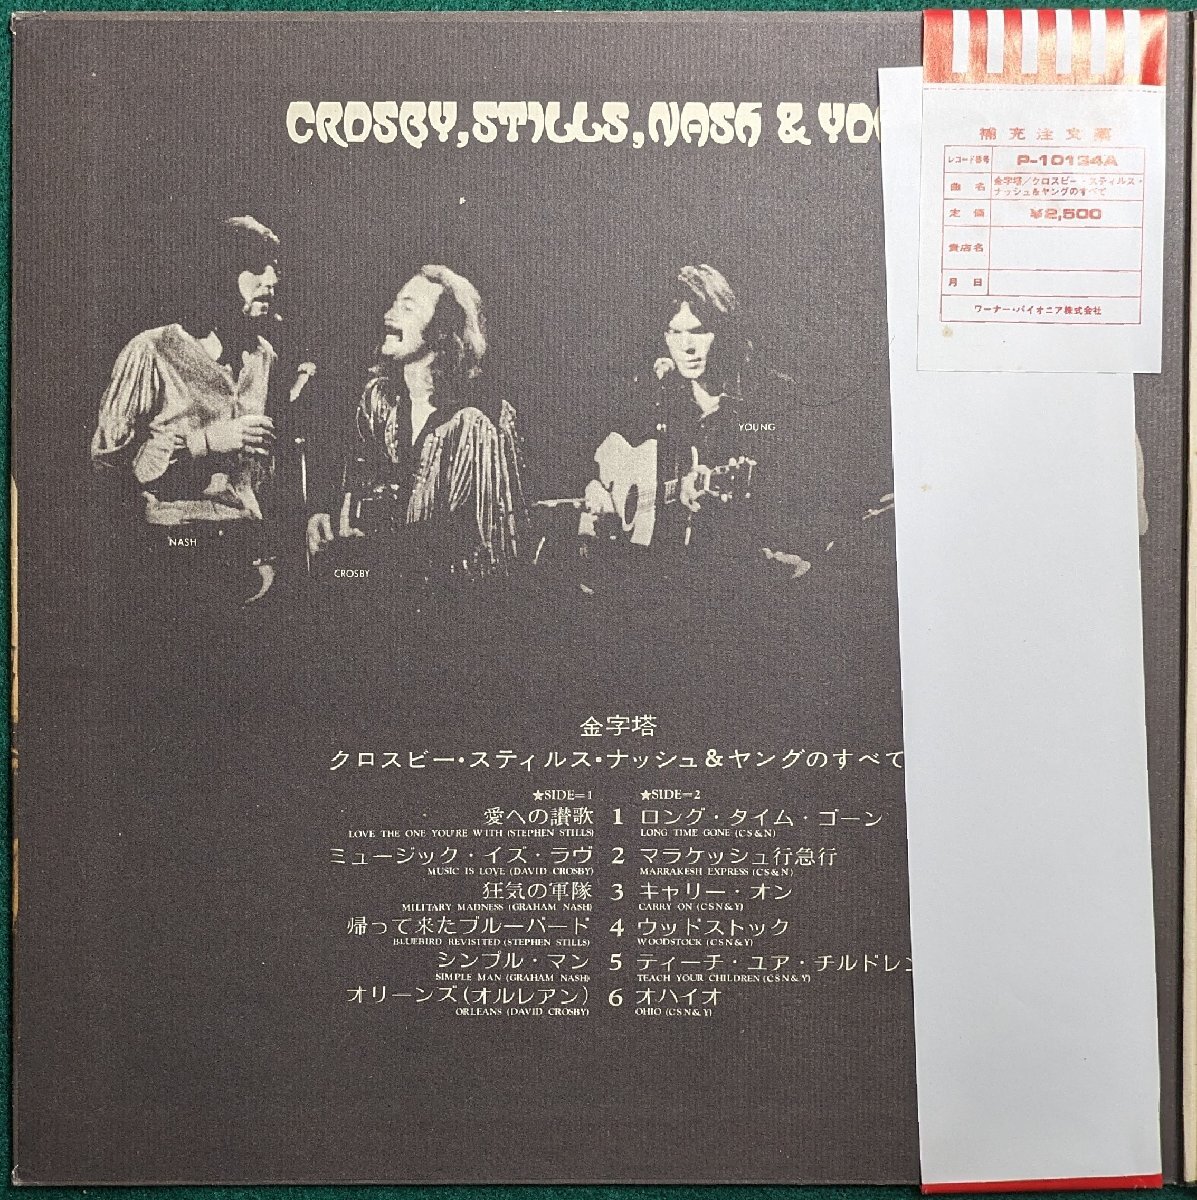 CROSBY, STILLS, NASH & YOU
補充注文票
レコード番号 P-10134A
曲名 金字塔/クロスビー・スティルス・
ナッシュ&ヤングのすべて
定価 ¥2,500
貴店名
月日
ワーナー・パイオニア株式会社
YOUNG
NASH
CROSBY
金字塔
クロスビー・スティルス・ナッシュ&ヤングのすべて
★SIDE=1 ★SIDE=2
愛への讃歌 1 ロング・タイム・ゴーン
LOVE THE ONE YOU'RE WITH (STEPHEN STILLS) LONG TIME GONE (CS&N)
ミュージック・イズ・ラヴ 2 マラケッシュ行急行
MUSIC IS LOVE (DAVID CROSBY) MARRAKESH EXPRESS (CS&N)
狂気の軍隊 3 キャリー・オン
MILITARY MADNESS (GRAHAM NASH) CARRY ON (CSN&Y)
帰って来たブルーバード 4 ウッドストック
BLUEBIRD REVISITED (STEPHEN STILLS) WOODSTOCK (CSN&Y)
シンプル・マン 5 ティーチ・ユア・チルドレン
SIMPLE MAN (GRAHAM NASH) TEACH YOUR CHILDREN (CSN&Y)
オリーンズ(オルレアン) 6 オハイオ
ORLEANS (DAVID CROSBY) OHIO (CSN&Y)